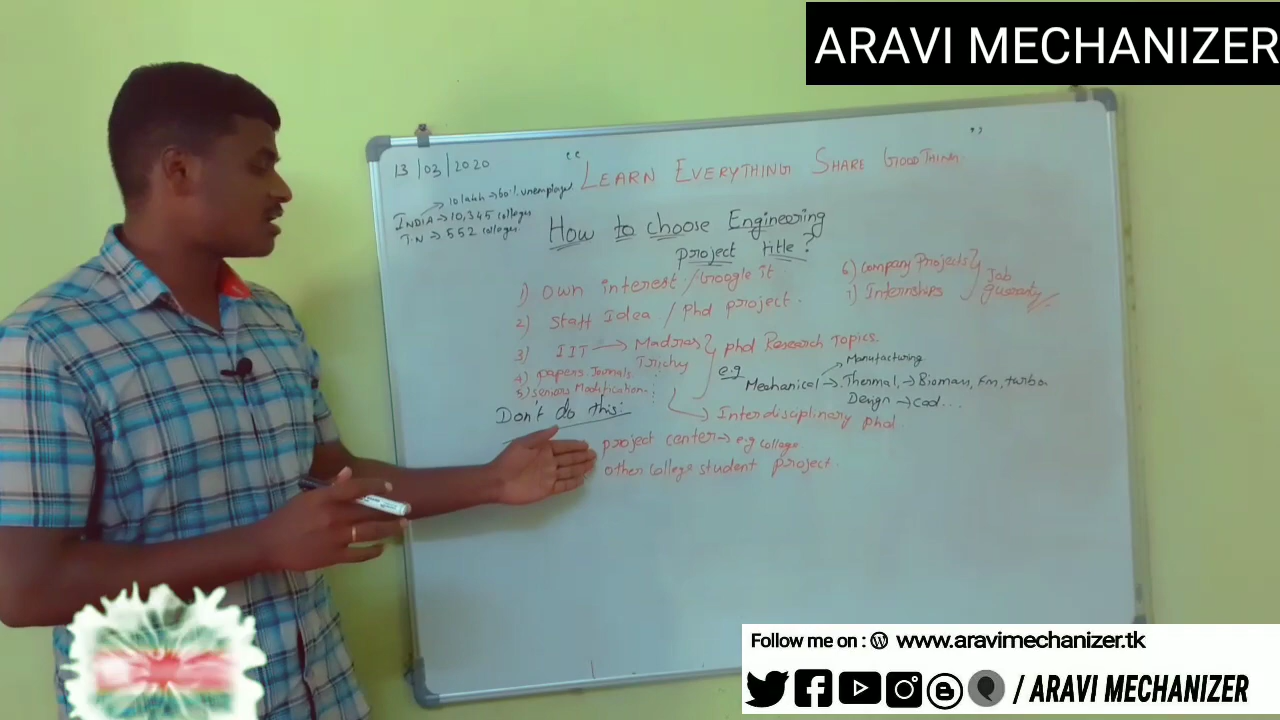 ARAVI MECHANIZER
13/03/2020
" LEARN EVERYTHING SHARE GOOD THING "
10 lakh → 60% unemployed
INDIA → 10,345 colleges
T.N → 552 colleges
How to choose Engineering
project title?
1) own interest / Google it
2) Staff Idea / Phd project
3) IIT → Madras
Trichy
phd Research Topics.
4) papers, Journals
5) seniors Modification
6) company Projects
7) Internships
Job
guaranty
e.g
Mechanical → Thermal, → Biomass, Fm, turbo
Manufacturing
Design → cad...
→ Interdisciplinary phd
Don't do this:
project center → e.g college
other college student project
Follow me on : www.aravimechanizer.tk
/ ARAVI MECHANIZER